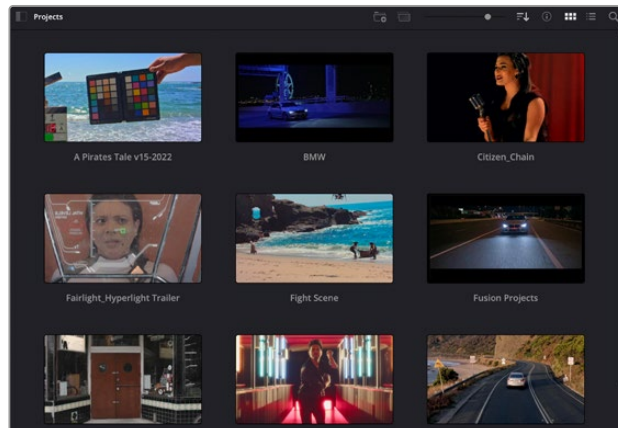 Projects
A Pirates Tale v15-2022
BMW
Citizen_Chain
Fairlight_Hyperlight Trailer
Fight Scene
Fusion Projects